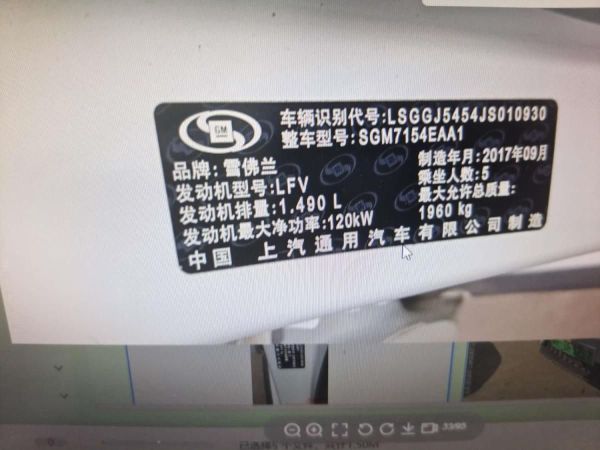 GM
车辆识别代号:LSGGJ5454JS010930
整车型号:SGM7154EAA1
品牌:雪佛兰
制造年月:2017年09月
发动机型号:LFV
乘坐人数:5
发动机排量:1.490 L
最大允许总质量:
1960 kg
发动机最大净功率:120kW
中国 上汽通用汽车有限公司制造
33/95